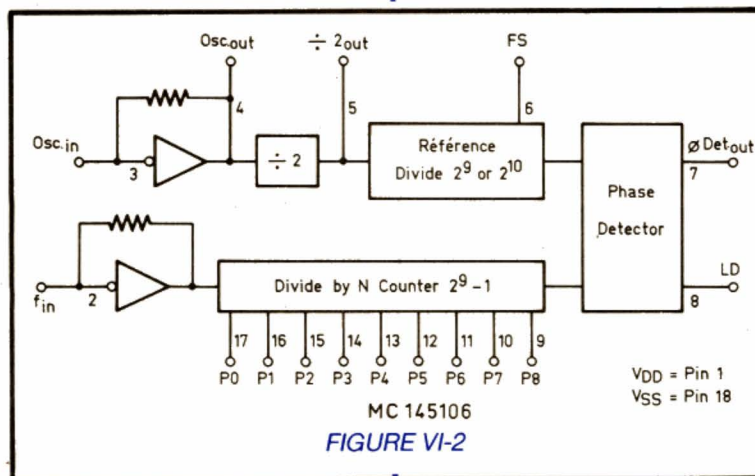 Osc.out
÷ 2out
FS
4
5
6
Osc.in
3
÷ 2
Référence
Divide 2⁹ or 2¹⁰
Phase
Detector
ø Detout
7
fin
2
Divide by N Counter 2⁹-1
LD
8
17 16 15 14 13 12 11 10 9
P0 P1 P2 P3 P4 P5 P6 P7 P8
VDD = Pin 1
VSS = Pin 18
MC 145106
FIGURE VI-2